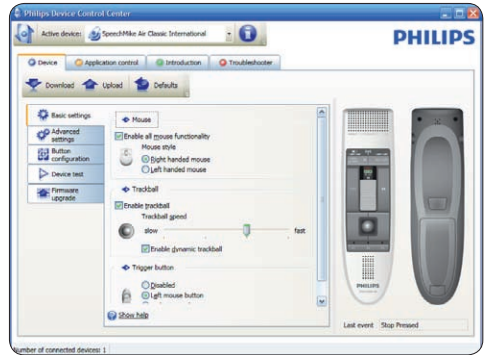 Philips Device Control Center
Active device: SpeechMike Air Classic International
PHILIPS
Device Application control Introduction Troubleshooter
Download Upload Defaults
Basic settings
Advanced settings
Button configuration
Device test
Firmware upgrade
Mouse
Enable all mouse functionality
Mouse style
Right handed mouse
Left handed mouse
Trackball
Enable trackball
Trackball speed
slow fast
Enable dynamic trackball
Trigger button
Disabled
Left mouse button
Show help
PHILIPS
Last event Stop Pressed
Number of connected devices: 1